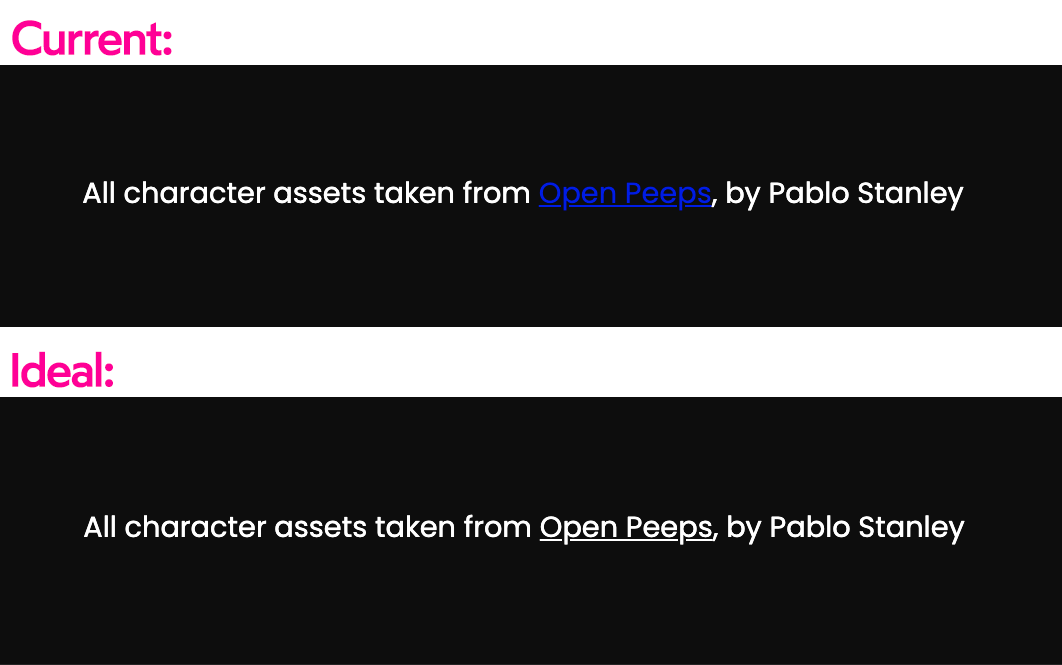 Current:
All character assets taken from Open Peeps, by Pablo Stanley
Ideal:
All character assets taken from Open Peeps, by Pablo Stanley